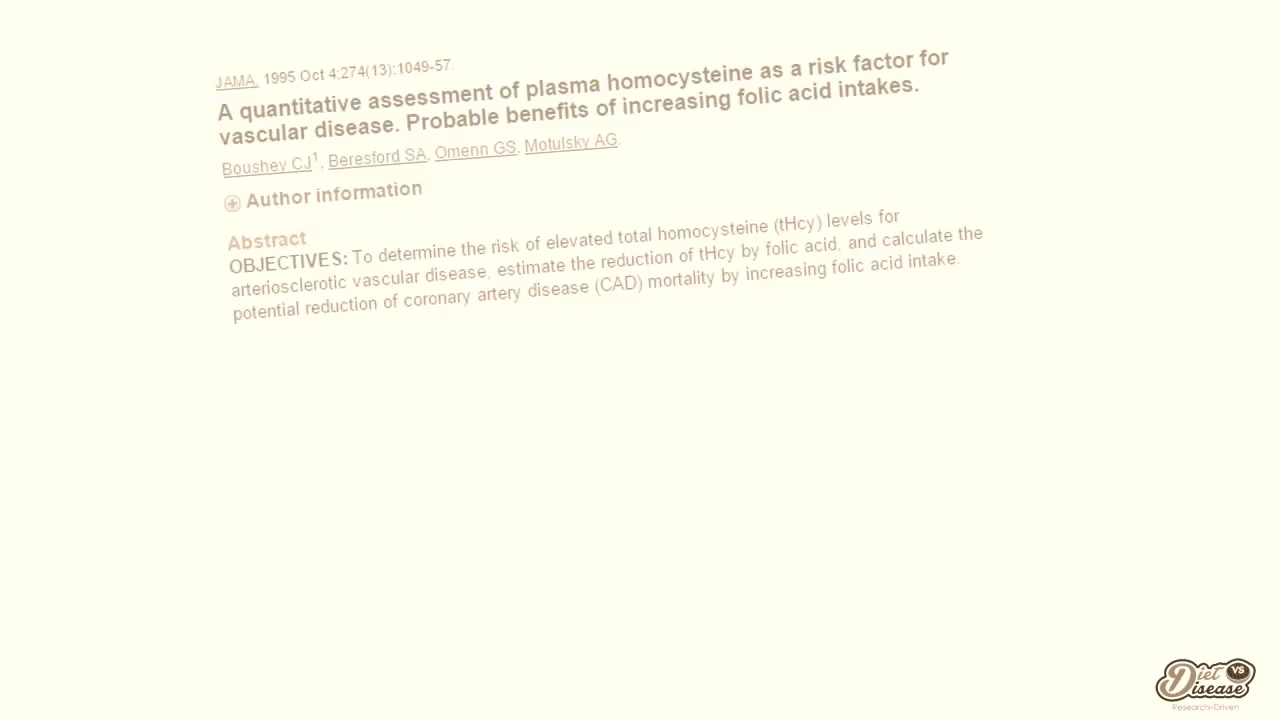 JAMA. 1995 Oct 4;274(13):1049-57.
A quantitative assessment of plasma homocysteine as a risk factor for
vascular disease. Probable benefits of increasing folic acid intakes.
Boushey CJ1, Beresford SA, Omenn GS, Motulsky AG.
Author information
Abstract
OBJECTIVES: To determine the risk of elevated total homocysteine (tHcy) levels for
arteriosclerotic vascular disease, estimate the reduction of tHcy by folic acid, and calculate the
potential reduction of coronary artery disease (CAD) mortality by increasing folic acid intake.
Diet vs
Disease
Research-Driven